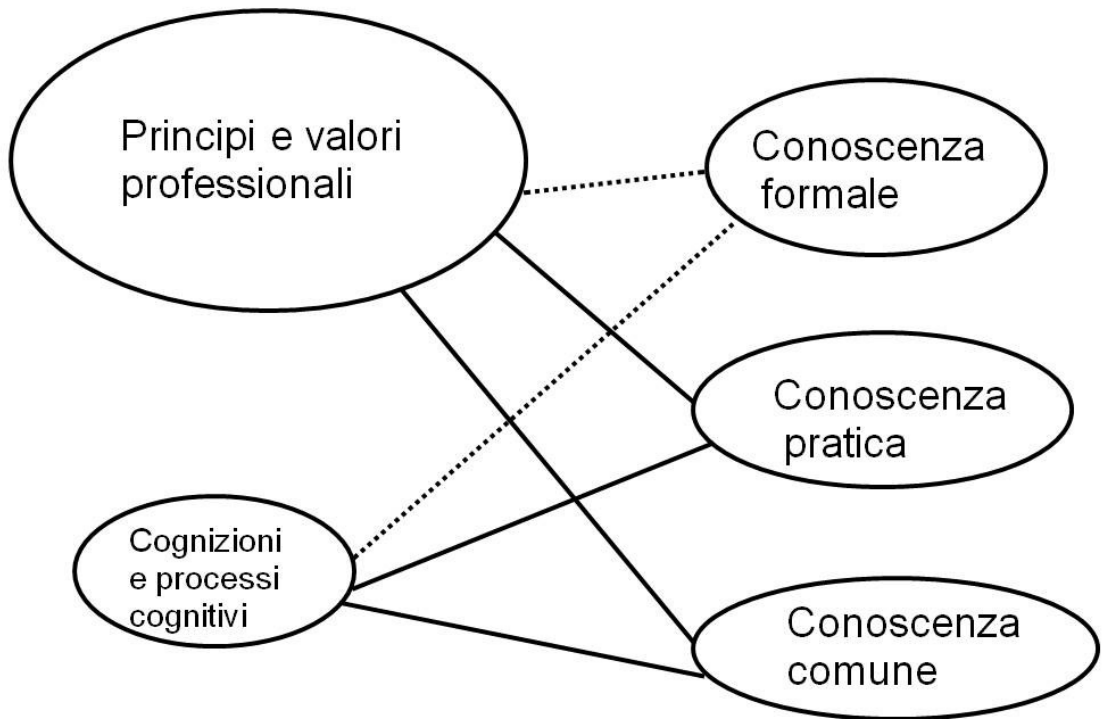 Principi e valori
professionali
Conoscenza
formale
Conoscenza
pratica
Cognizioni
e processi
cognitivi
Conoscenza
comune